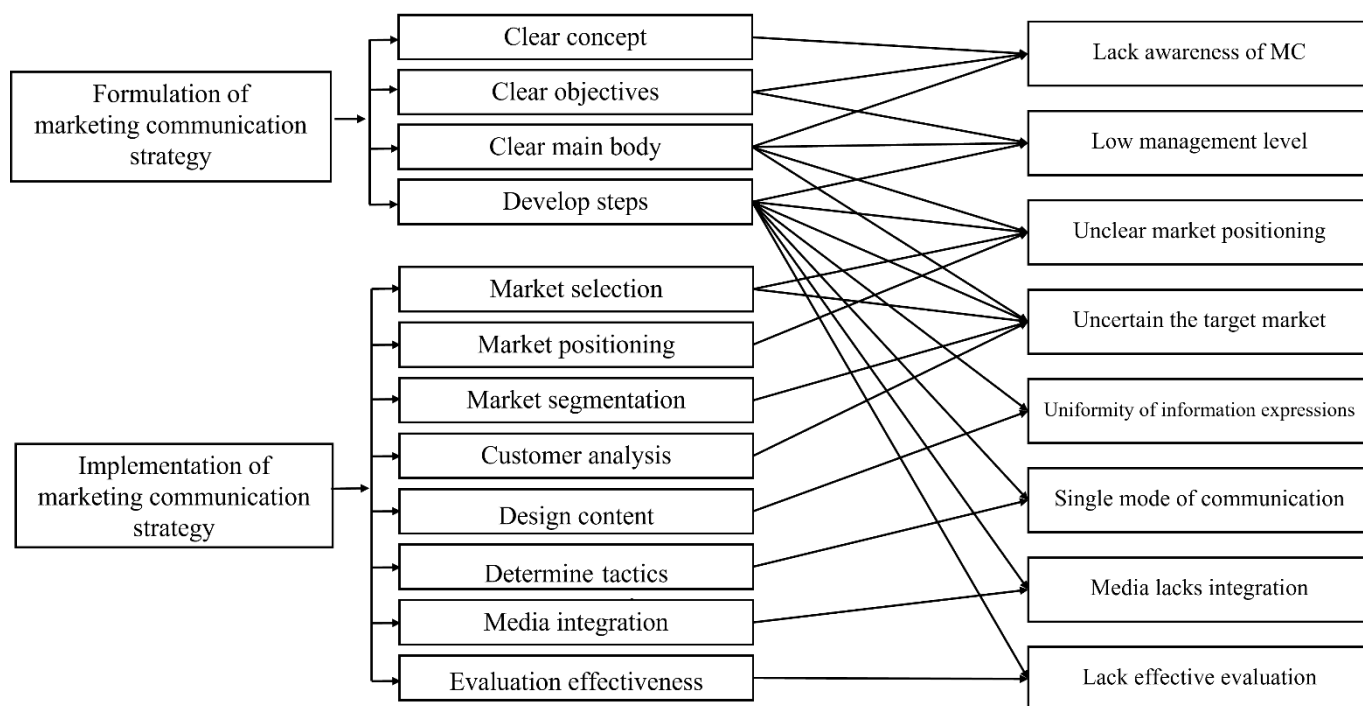 Formulation of
marketing communication
strategy
Clear concept
Clear objectives
Clear main body
Develop steps
Implementation of
marketing communication
strategy
Market selection
Market positioning
Market segmentation
Customer analysis
Design content
Determine tactics
Media integration
Evaluation effectiveness
Lack awareness of MC
Low management level
Unclear market positioning
Uncertain the target market
Uniformity of information expressions
Single mode of communication
Media lacks integration
Lack effective evaluation